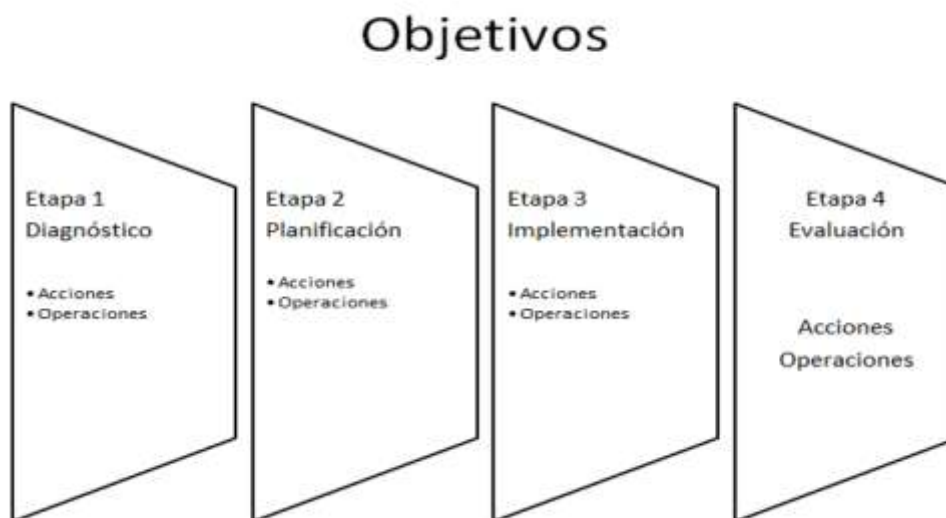 Objetivos
Etapa 1
Diagnóstico
• Acciones
• Operaciones
Etapa 2
Planificación
• Acciones
• Operaciones
Etapa 3
Implementación
• Acciones
• Operaciones
Etapa 4
Evaluación
Acciones
Operaciones